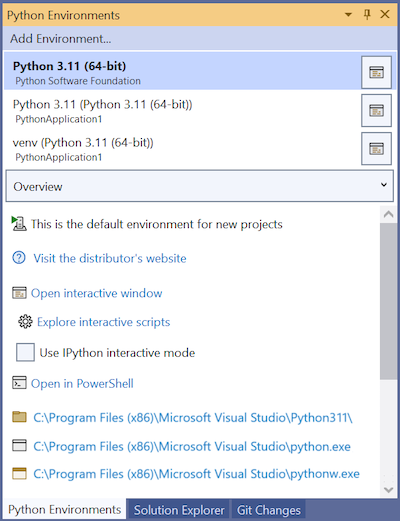 Python Environments
Add Environment...
Python 3.11 (64-bit)
Python Software Foundation
Python 3.11 (Python 3.11 (64-bit))
PythonApplication1
venv (Python 3.11 (64-bit))
PythonApplication1
Overview
This is the default environment for new projects
Visit the distributor's website
Open interactive window
Explore interactive scripts
Use IPython interactive mode
Open in PowerShell
C:\Program Files (x86)\Microsoft Visual Studio\Python311\
C:\Program Files (x86)\Microsoft Visual Studio\python.exe
C:\Program Files (x86)\Microsoft Visual Studio\pythonw.exe
Python Environments Solution Explorer Git Changes